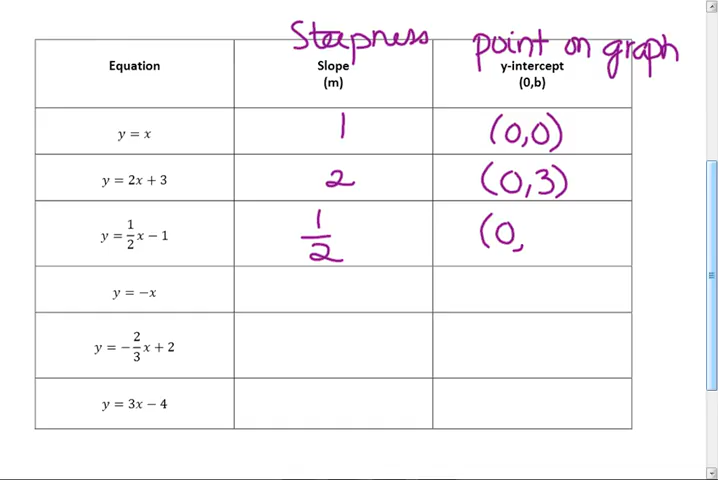 Steepness point on graph
Equation Slope y-intercept
(m) (0,b)
y = x 1 (0,0)
y = 2x + 3 2 (0,3)
y = 1/2 x − 1 1/2 (0,
y = −x
y = − 2/3 x + 2
y = 3x − 4